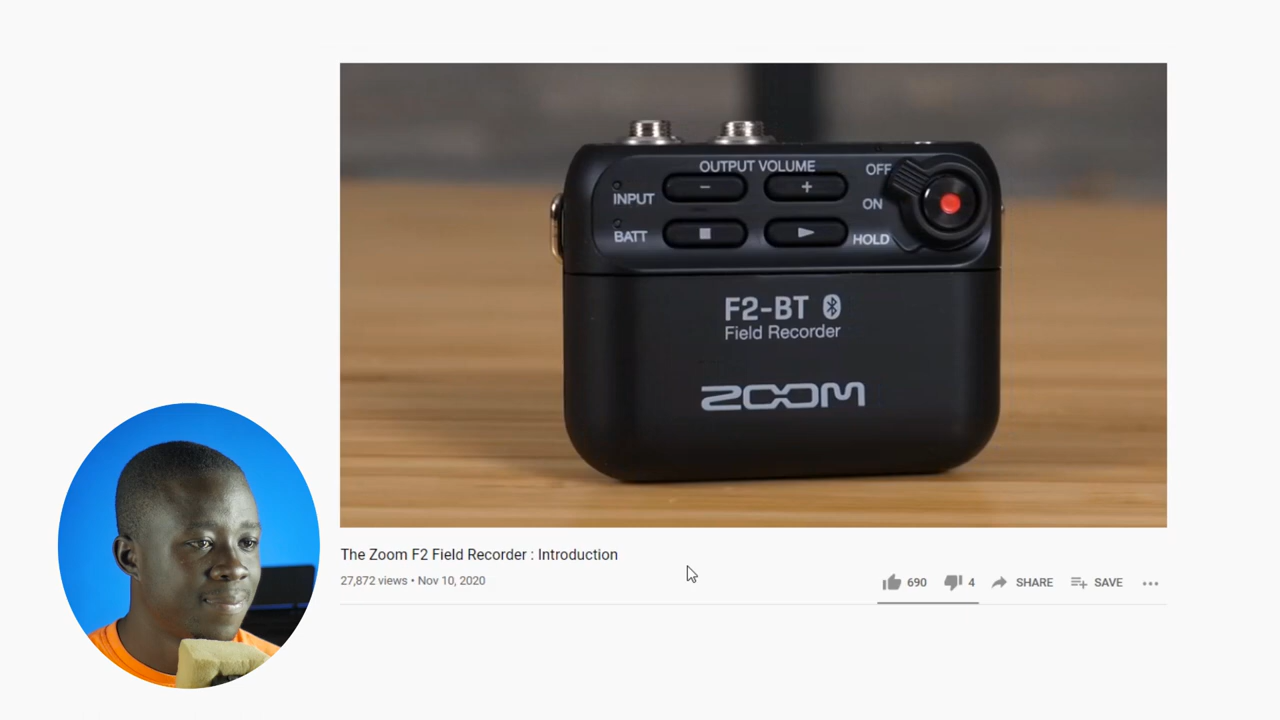 OUTPUT VOLUME
OFF
INPUT
ON
BATT
HOLD
F2-BT
Field Recorder
ZOOM
The Zoom F2 Field Recorder : Introduction
27,872 views • Nov 10, 2020
690
4
SHARE
SAVE